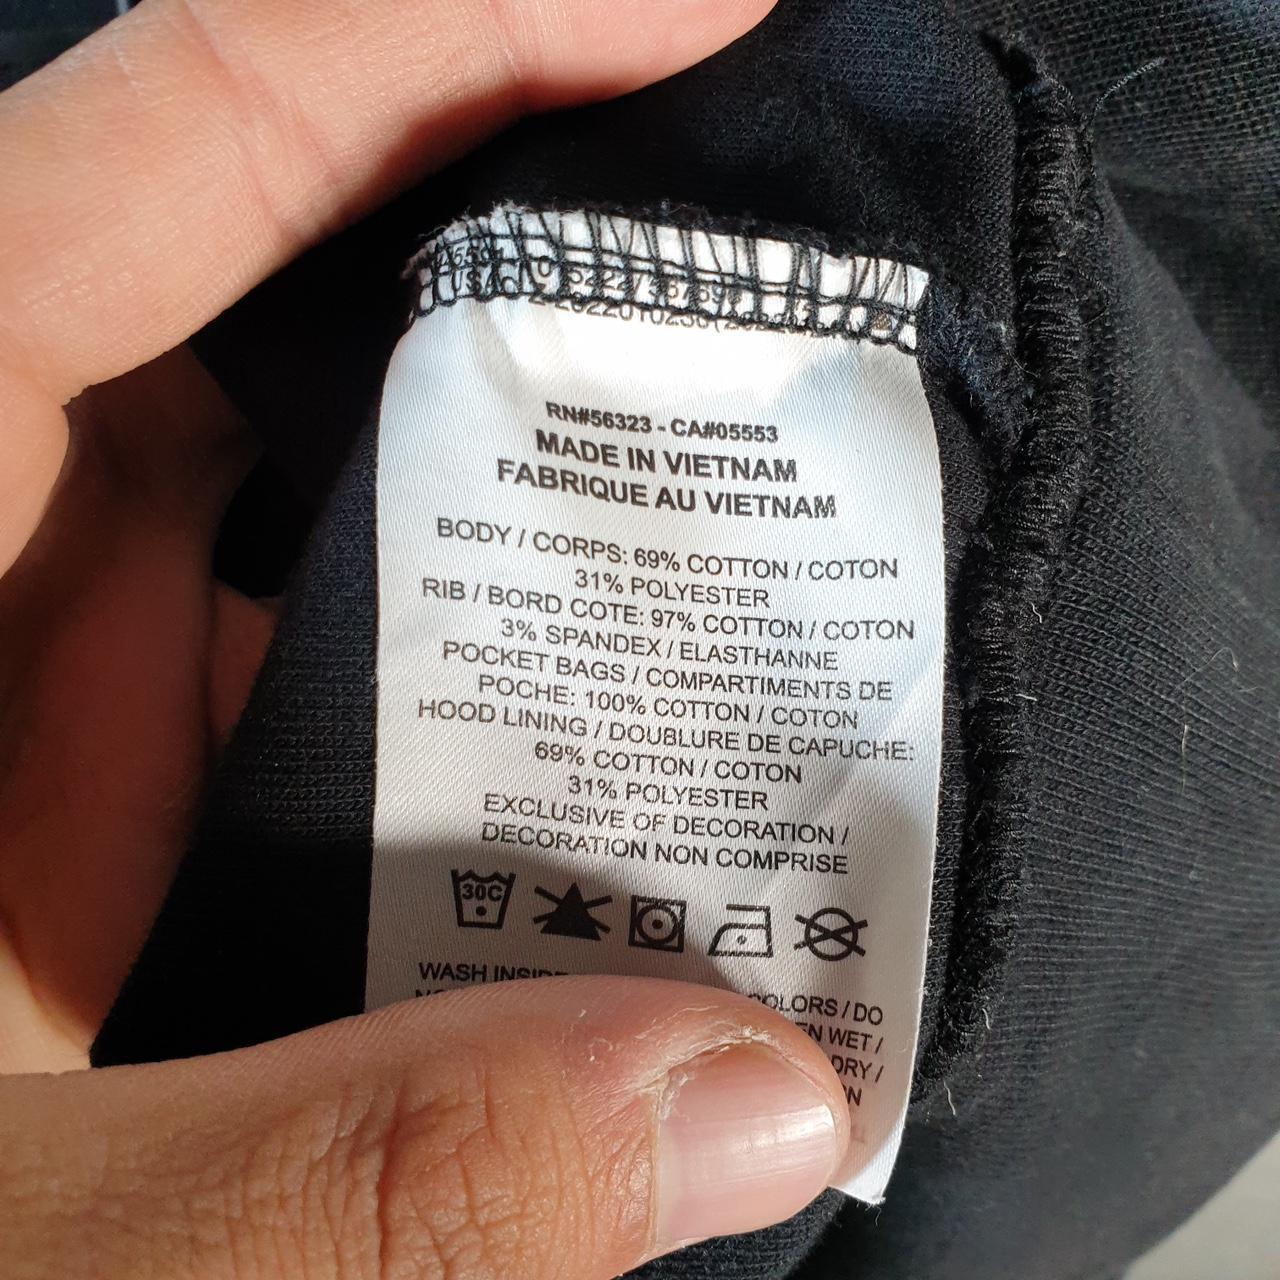 RN#56323 - CA#05553
MADE IN VIETNAM
FABRIQUE AU VIETNAM
BODY / CORPS: 69% COTTON / COTON
31% POLYESTER
RIB / BORD COTE: 97% COTTON / COTON
3% SPANDEX / ELASTHANNE
POCKET BAGS / COMPARTIMENTS DE
POCHE: 100% COTTON / COTON
HOOD LINING / DOUBLURE DE CAPUCHE:
69% COTTON / COTON
31% POLYESTER
EXCLUSIVE OF DECORATION /
DECORATION NON COMPRISE
30C
WASH COLORS / DO
WET /
DRY /